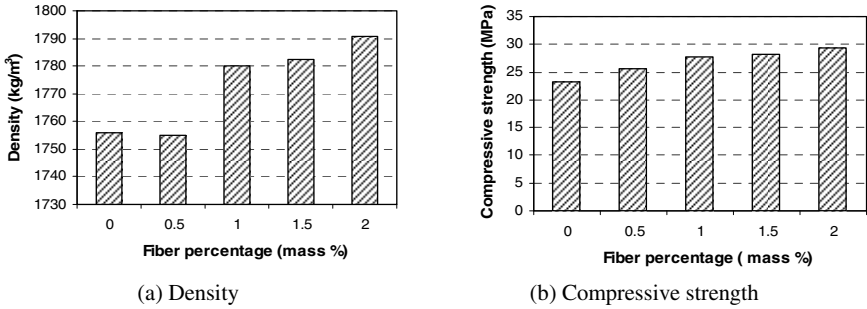 1800
1790
1780
1770
1760
1750
1740
1730
Density (kg/m³)
0 0.5 1 1.5 2
Fiber percentage (mass %)
(a) Density
35
30
25
20
15
10
5
0
Compressive strength (MPa)
0 0.5 1 1.5 2
Fiber percentage ( mass %)
(b) Compressive strength